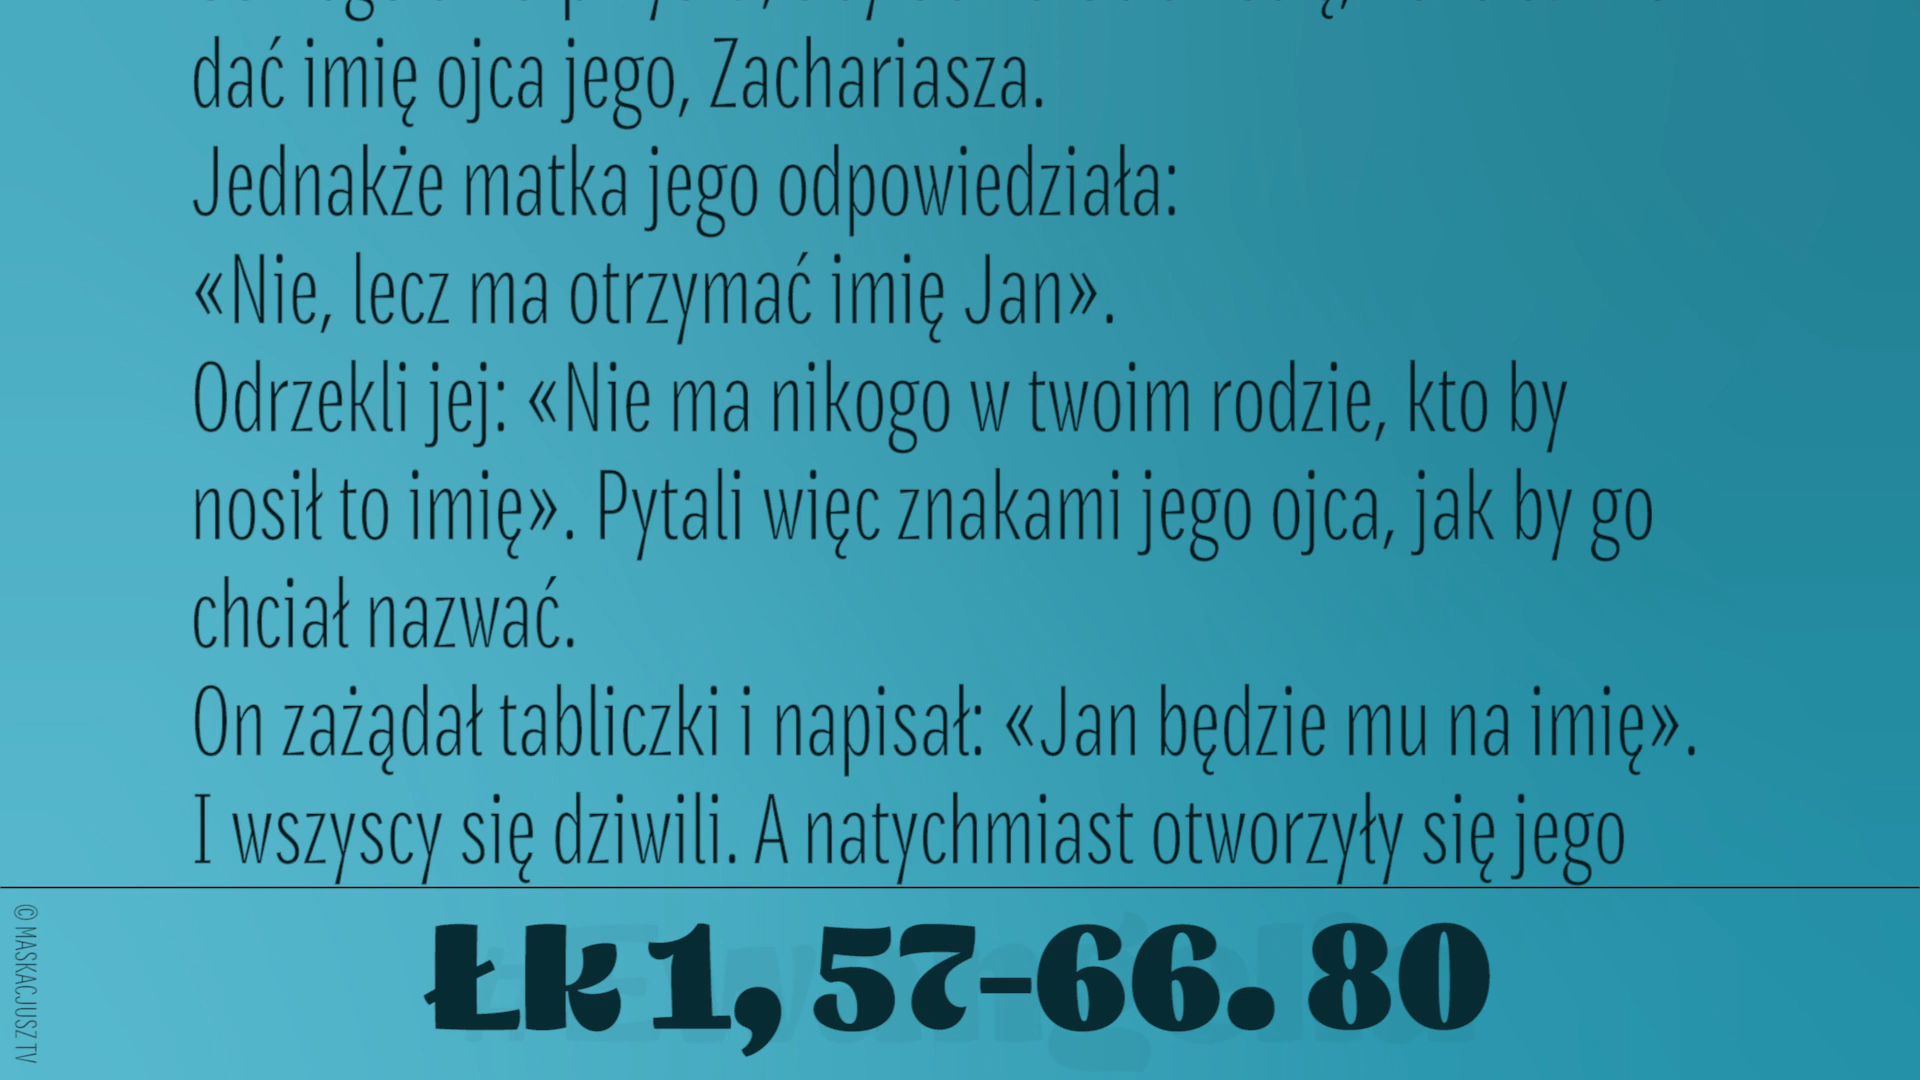 dać imię ojca jego, Zachariasza.
Jednakże matka jego odpowiedziała:
«Nie, lecz ma otrzymać imię Jan».
Odrzekli jej: «Nie ma nikogo w twoim rodzie, kto by
nosił to imię». Pytali więc znakami jego ojca, jak by go
chciał nazwać.
On zażądał tabliczki i napisał: «Jan będzie mu na imię».
I wszyscy się dziwili. A natychmiast otworzyły się jego
Łk 1, 57-66. 80
© MASKACJUSZ TV